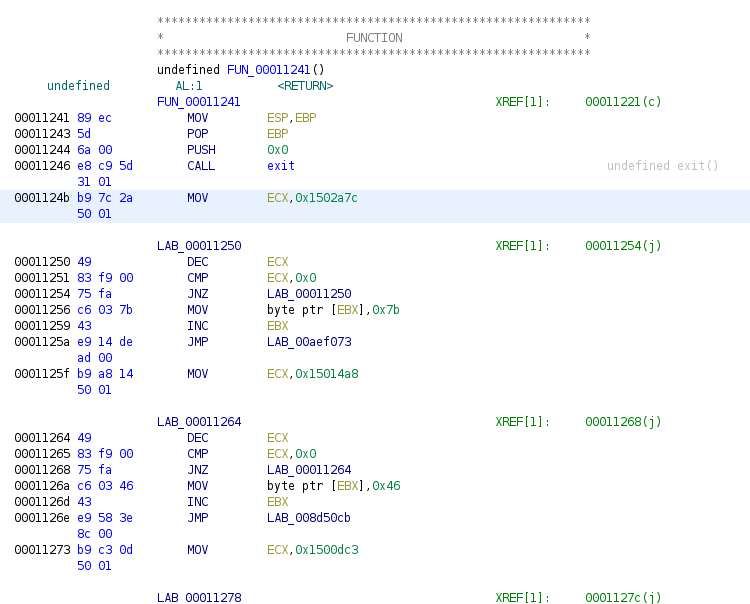 **************************************************************
* FUNCTION *
**************************************************************
undefined FUN_00011241()
undefined AL:1 <RETURN>
FUN_00011241 XREF[1]: 00011221(c)
00011241 89 ec MOV ESP,EBP
00011243 5d POP EBP
00011244 6a 00 PUSH 0x0
00011246 e8 c9 5d CALL exit undefined exit()
31 01
0001124b b9 7c 2a MOV ECX,0x1502a7c
50 01
LAB_00011250 XREF[1]: 00011254(j)
00011250 49 DEC ECX
00011251 83 f9 00 CMP ECX,0x0
00011254 75 fa JNZ LAB_00011250
00011256 c6 03 7b MOV byte ptr [EBX],0x7b
00011259 43 INC EBX
0001125a e9 14 de JMP LAB_00aef073
ad 00
0001125f b9 a8 14 MOV ECX,0x15014a8
50 01
LAB_00011264 XREF[1]: 00011268(j)
00011264 49 DEC ECX
00011265 83 f9 00 CMP ECX,0x0
00011268 75 fa JNZ LAB_00011264
0001126a c6 03 46 MOV byte ptr [EBX],0x46
0001126d 43 INC EBX
0001126e e9 58 3e JMP LAB_008d50cb
8c 00
00011273 b9 c3 0d MOV ECX,0x1500dc3
50 01
LAB_00011278 XREF[1]: 0001127c(j)